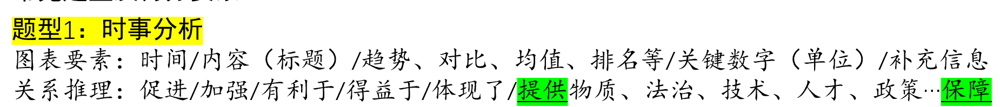 题型1：时事分析
图表要素：时间/内容（标题）/趋势、对比、均值、排名等/关键数字（单位）/补充信息
关系推理：促进/加强/有利于/得益于/体现了/提供物质、法治、技术、人才、政策…保障